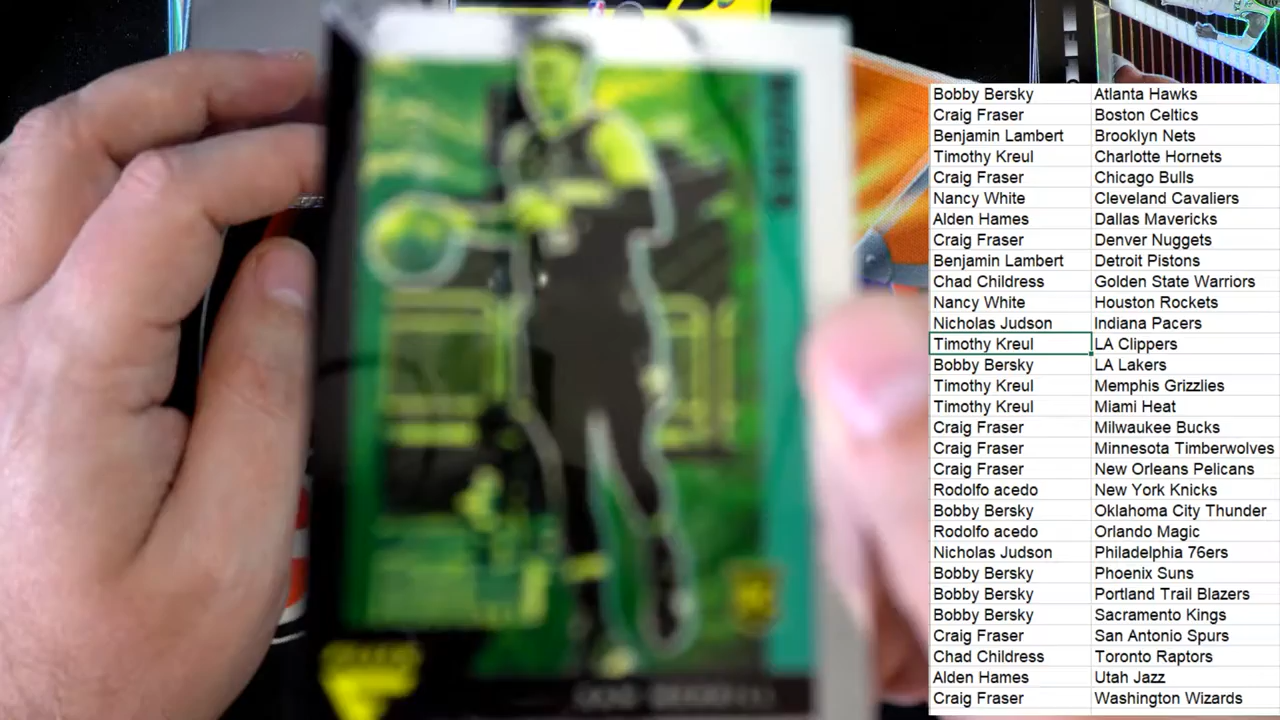 Bobby Bersky Atlanta Hawks
Craig Fraser Boston Celtics
Benjamin Lambert Brooklyn Nets
Timothy Kreul Charlotte Hornets
Craig Fraser Chicago Bulls
Nancy White Cleveland Cavaliers
Alden Hames Dallas Mavericks
Craig Fraser Denver Nuggets
Benjamin Lambert Detroit Pistons
Chad Childress Golden State Warriors
Nancy White Houston Rockets
Nicholas Judson Indiana Pacers
Timothy Kreul LA Clippers
Bobby Bersky LA Lakers
Timothy Kreul Memphis Grizzlies
Timothy Kreul Miami Heat
Craig Fraser Milwaukee Bucks
Craig Fraser Minnesota Timberwolves
Craig Fraser New Orleans Pelicans
Rodolfo acedo New York Knicks
Bobby Bersky Oklahoma City Thunder
Rodolfo acedo Orlando Magic
Nicholas Judson Philadelphia 76ers
Bobby Bersky Phoenix Suns
Bobby Bersky Portland Trail Blazers
Bobby Bersky Sacramento Kings
Craig Fraser San Antonio Spurs
Chad Childress Toronto Raptors
Alden Hames Utah Jazz
Craig Fraser Washington Wizards